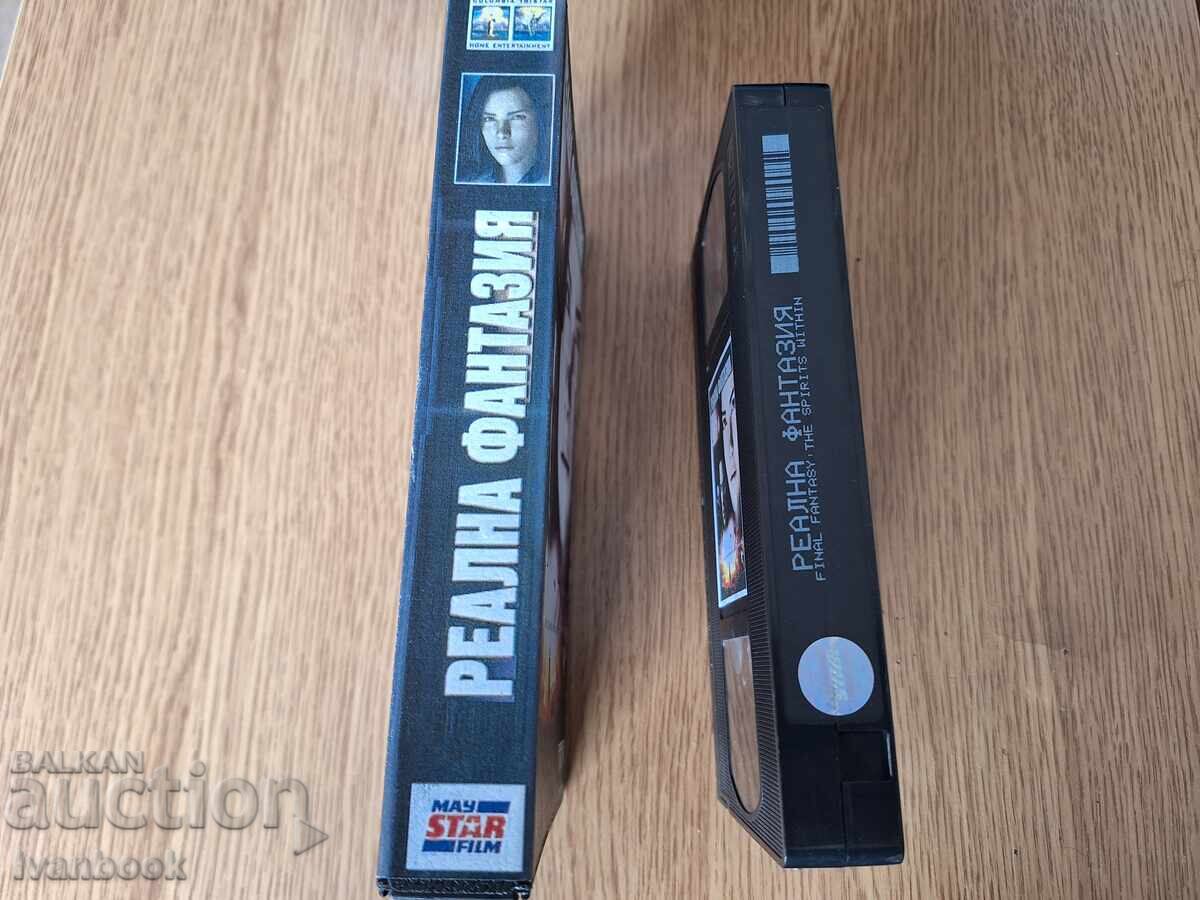 COLUMBIA TRISTAR
HOME ENTERTAINMENT
РЕАЛНА ФАНТАЗИЯ
MAY
STAR
FILM
РЕАЛНА ФАНТАЗИЯ
FINAL FANTASY: THE SPIRITS WITHIN
BALKAN
auction
ivanbook